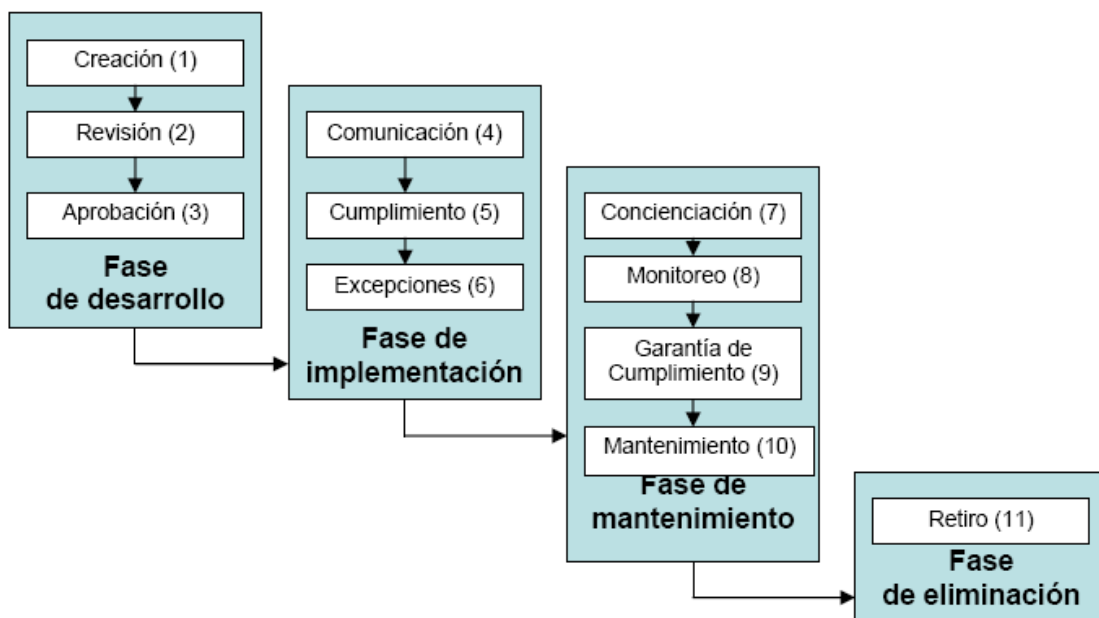 Creación (1)
Revisión (2)
Aprobación (3)
Fase
de desarrollo
Comunicación (4)
Cumplimiento (5)
Excepciones (6)
Fase de
implementación
Concienciación (7)
Monitoreo (8)
Garantía de
Cumplimiento (9)
Mantenimiento (10)
Fase de
mantenimiento
Retiro (11)
Fase
de eliminación